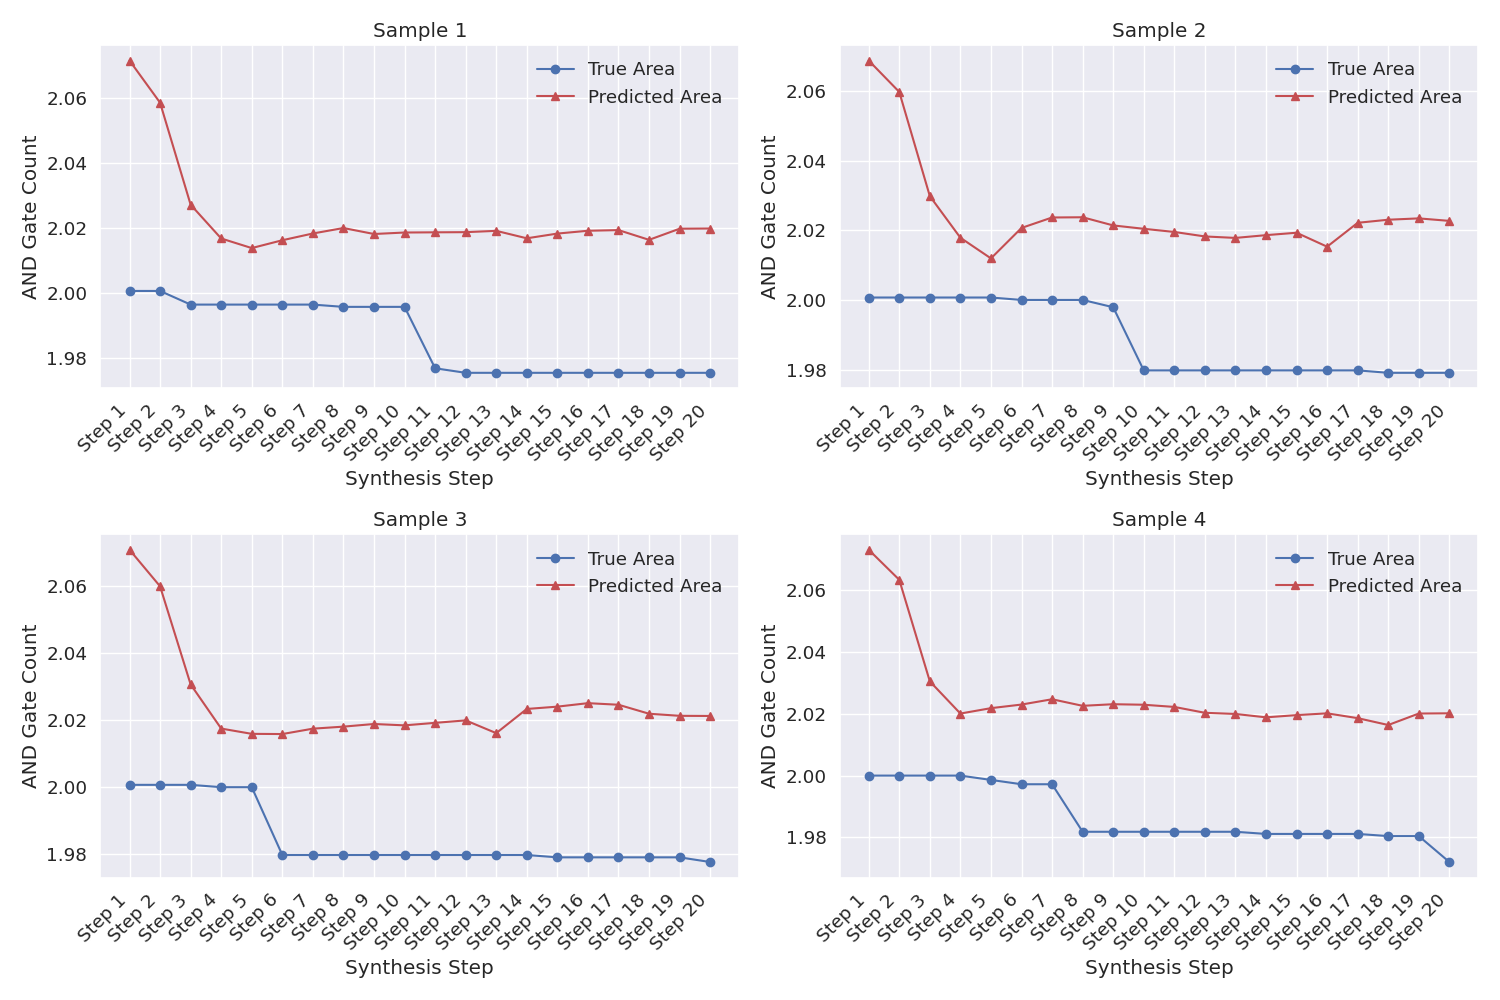 Sample 1
True Area
Predicted Area
AND Gate Count
2.06
2.04
2.02
2.00
1.98
Step 1
Step 2
Step 3
Step 4
Step 5
Step 6
Step 7
Step 8
Step 9
Step 10
Step 11
Step 12
Step 13
Step 14
Step 15
Step 16
Step 17
Step 18
Step 19
Step 20
Synthesis Step
Sample 2
True Area
Predicted Area
AND Gate Count
2.06
2.04
2.02
2.00
1.98
Step 1
Step 2
Step 3
Step 4
Step 5
Step 6
Step 7
Step 8
Step 9
Step 10
Step 11
Step 12
Step 13
Step 14
Step 15
Step 16
Step 17
Step 18
Step 19
Step 20
Synthesis Step
Sample 3
True Area
Predicted Area
AND Gate Count
2.06
2.04
2.02
2.00
1.98
Step 1
Step 2
Step 3
Step 4
Step 5
Step 6
Step 7
Step 8
Step 9
Step 10
Step 11
Step 12
Step 13
Step 14
Step 15
Step 16
Step 17
Step 18
Step 19
Step 20
Synthesis Step
Sample 4
True Area
Predicted Area
AND Gate Count
2.06
2.04
2.02
2.00
1.98
Step 1
Step 2
Step 3
Step 4
Step 5
Step 6
Step 7
Step 8
Step 9
Step 10
Step 11
Step 12
Step 13
Step 14
Step 15
Step 16
Step 17
Step 18
Step 19
Step 20
Synthesis Step